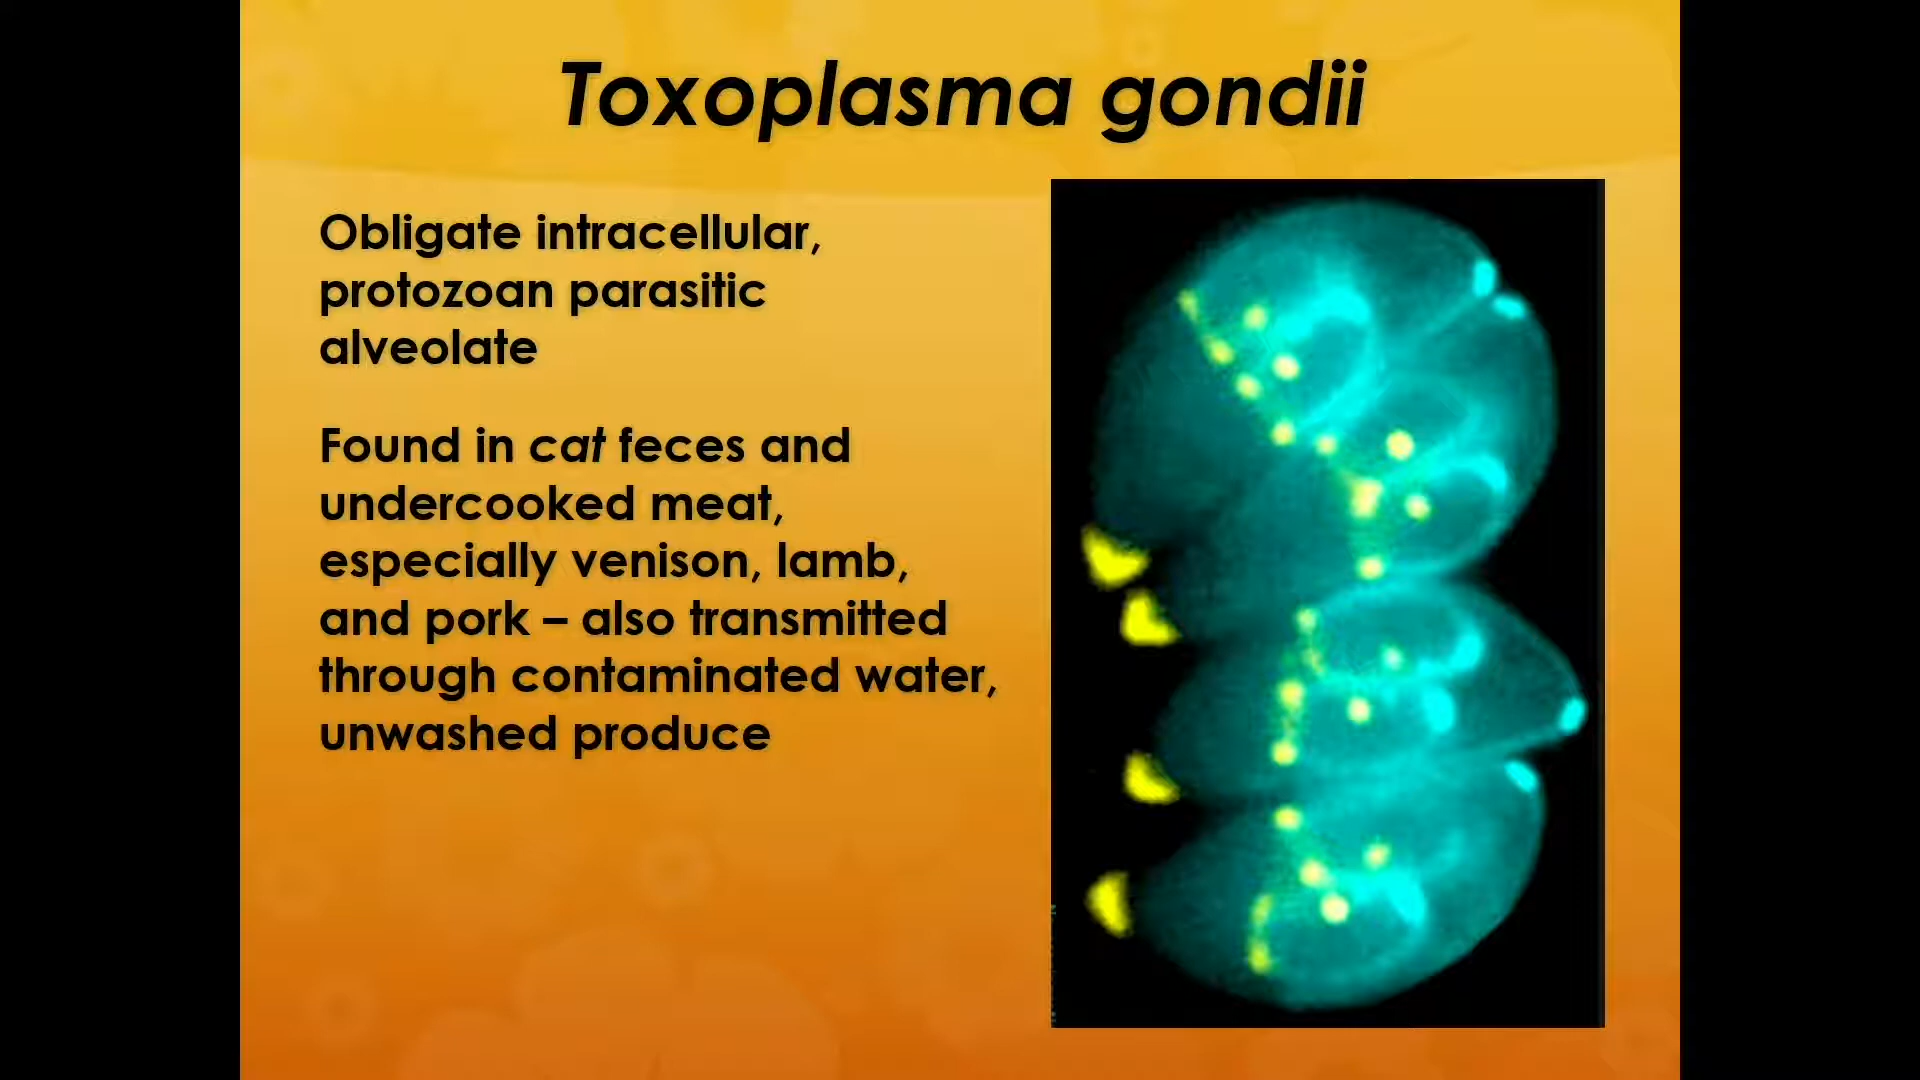 Toxoplasma gondii
Obligate intracellular,
protozoan parasitic
alveolate
Found in cat feces and
undercooked meat,
especially venison, lamb,
and pork – also transmitted
through contaminated water,
unwashed produce